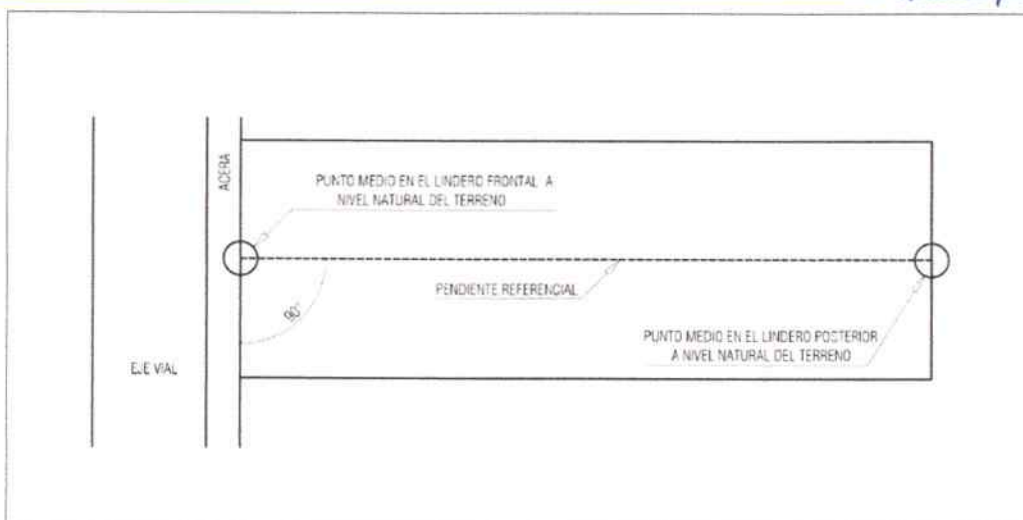 ACERA
PUNTO MEDIO EN EL LINDERO FRONTAL A
NIVEL NATURAL DEL TERRENO
90°
PENDIENTE REFERENCIAL
PUNTO MEDIO EN EL LINDERO POSTERIOR
A NIVEL NATURAL DEL TERRENO
EJE VIAL